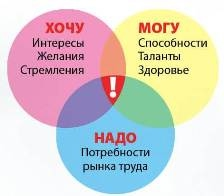 ХОЧУ
Интересы
Желания
Стремления
МОГУ
Способности
Таланты
Здоровье
!
НАДО
Потребности
рынка труда